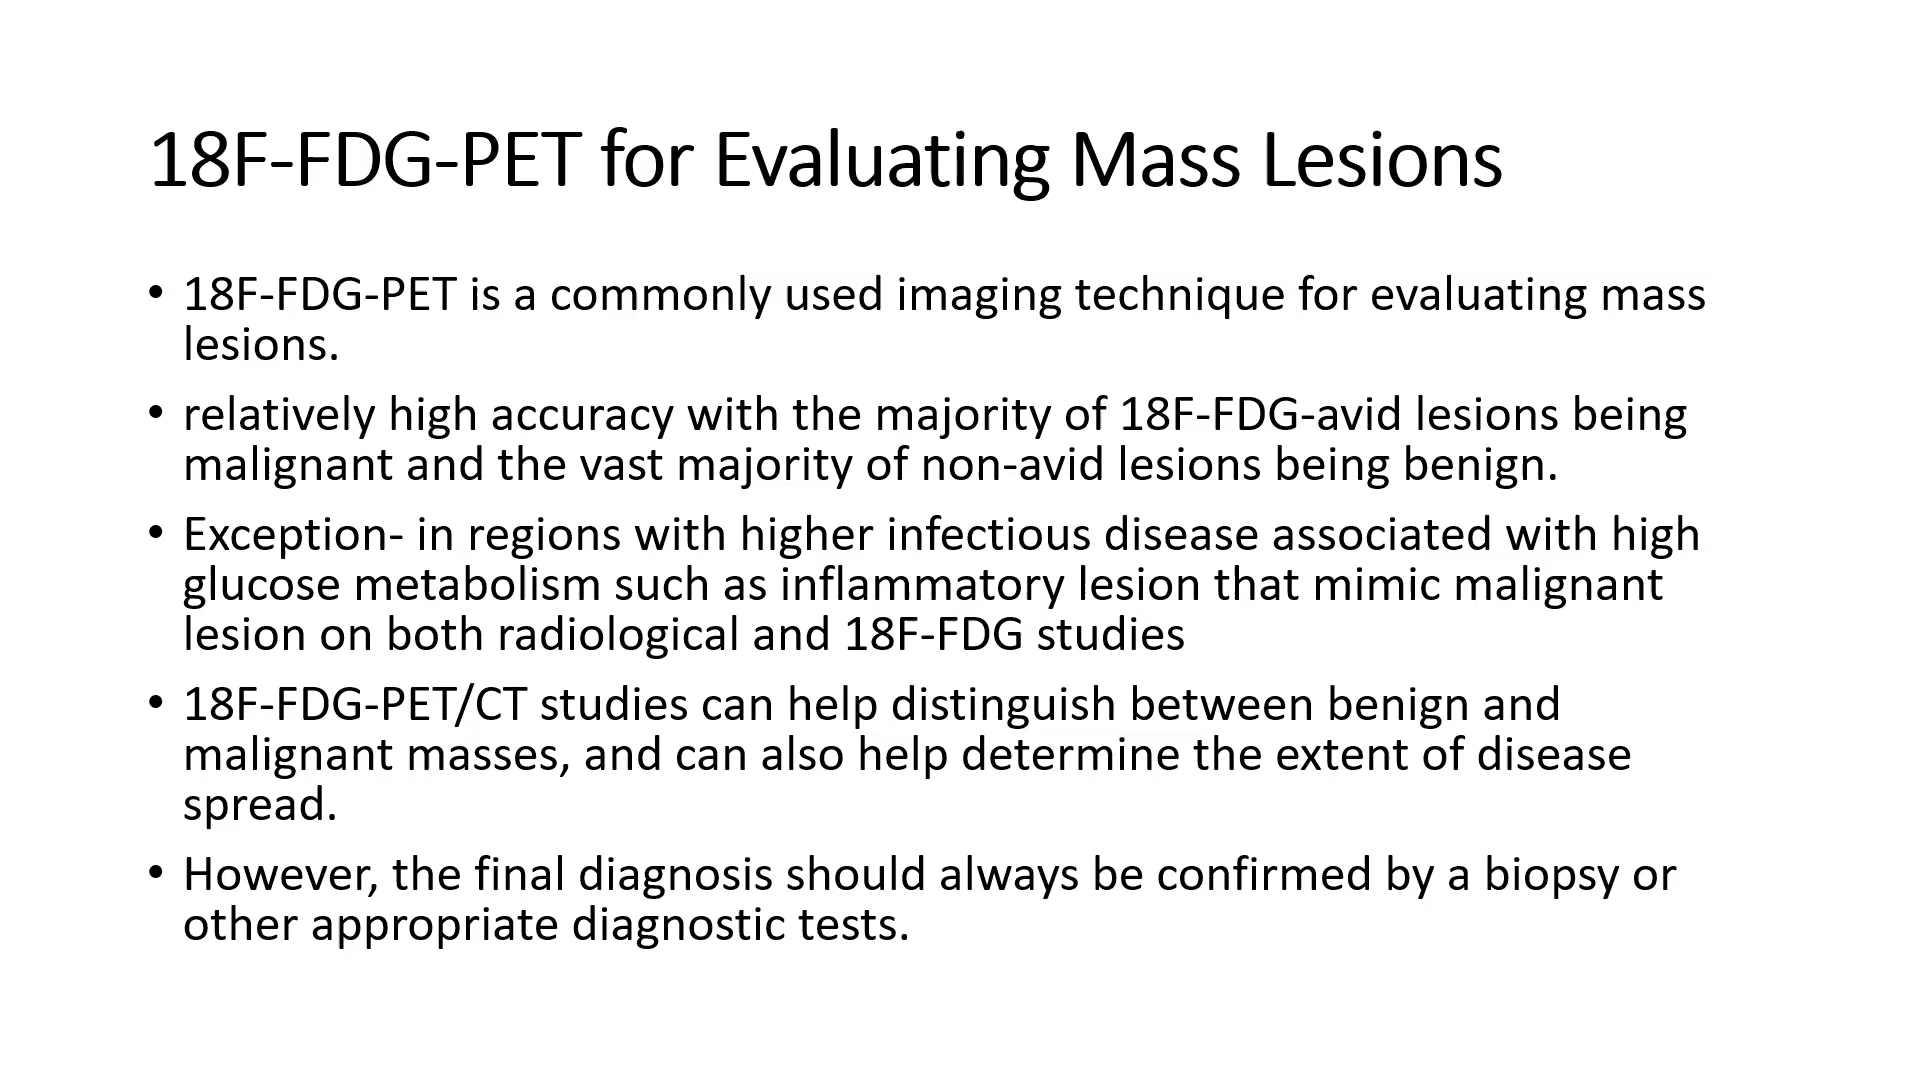 18F-FDG-PET for Evaluating Mass Lesions
• 18F-FDG-PET is a commonly used imaging technique for evaluating mass
lesions.
• relatively high accuracy with the majority of 18F-FDG-avid lesions being
malignant and the vast majority of non-avid lesions being benign.
• Exception- in regions with higher infectious disease associated with high
glucose metabolism such as inflammatory lesion that mimic malignant
lesion on both radiological and 18F-FDG studies
• 18F-FDG-PET/CT studies can help distinguish between benign and
malignant masses, and can also help determine the extent of disease
spread.
• However, the final diagnosis should always be confirmed by a biopsy or
other appropriate diagnostic tests.